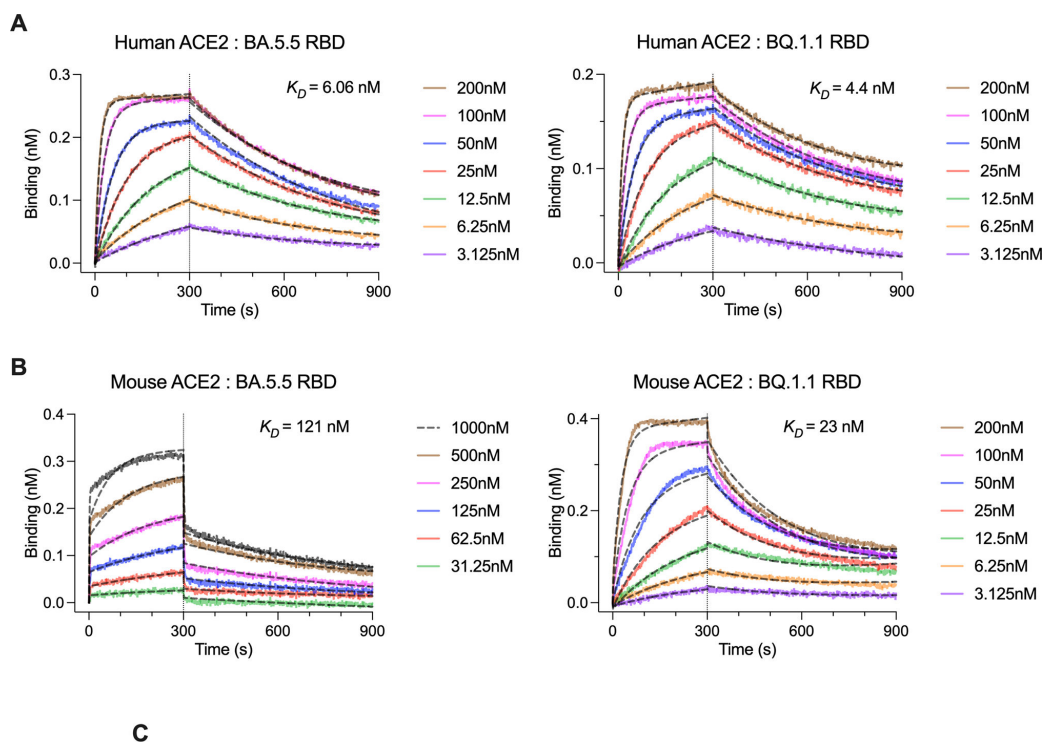 A
Human ACE2 : BA.5.5 RBD
0.3
0.2
0.1
0.0
Binding (nM)
K_D = 6.06 nM
0
300
600
900
Time (s)
200nM
100nM
50nM
25nM
12.5nM
6.25nM
3.125nM
Human ACE2 : BQ.1.1 RBD
0.2
0.1
0.0
Binding (nM)
K_D = 4.4 nM
0
300
600
900
Time (s)
200nM
100nM
50nM
25nM
12.5nM
6.25nM
3.125nM
B
Mouse ACE2 : BA.5.5 RBD
0.4
0.3
0.2
0.1
0.0
Binding (nM)
K_D = 121 nM
0
300
600
900
Time (s)
1000nM
500nM
250nM
125nM
62.5nM
31.25nM
Mouse ACE2 : BQ.1.1 RBD
0.4
0.2
0.0
Binding (nM)
K_D = 23 nM
0
300
600
900
Time (s)
200nM
100nM
50nM
25nM
12.5nM
6.25nM
3.125nM
C